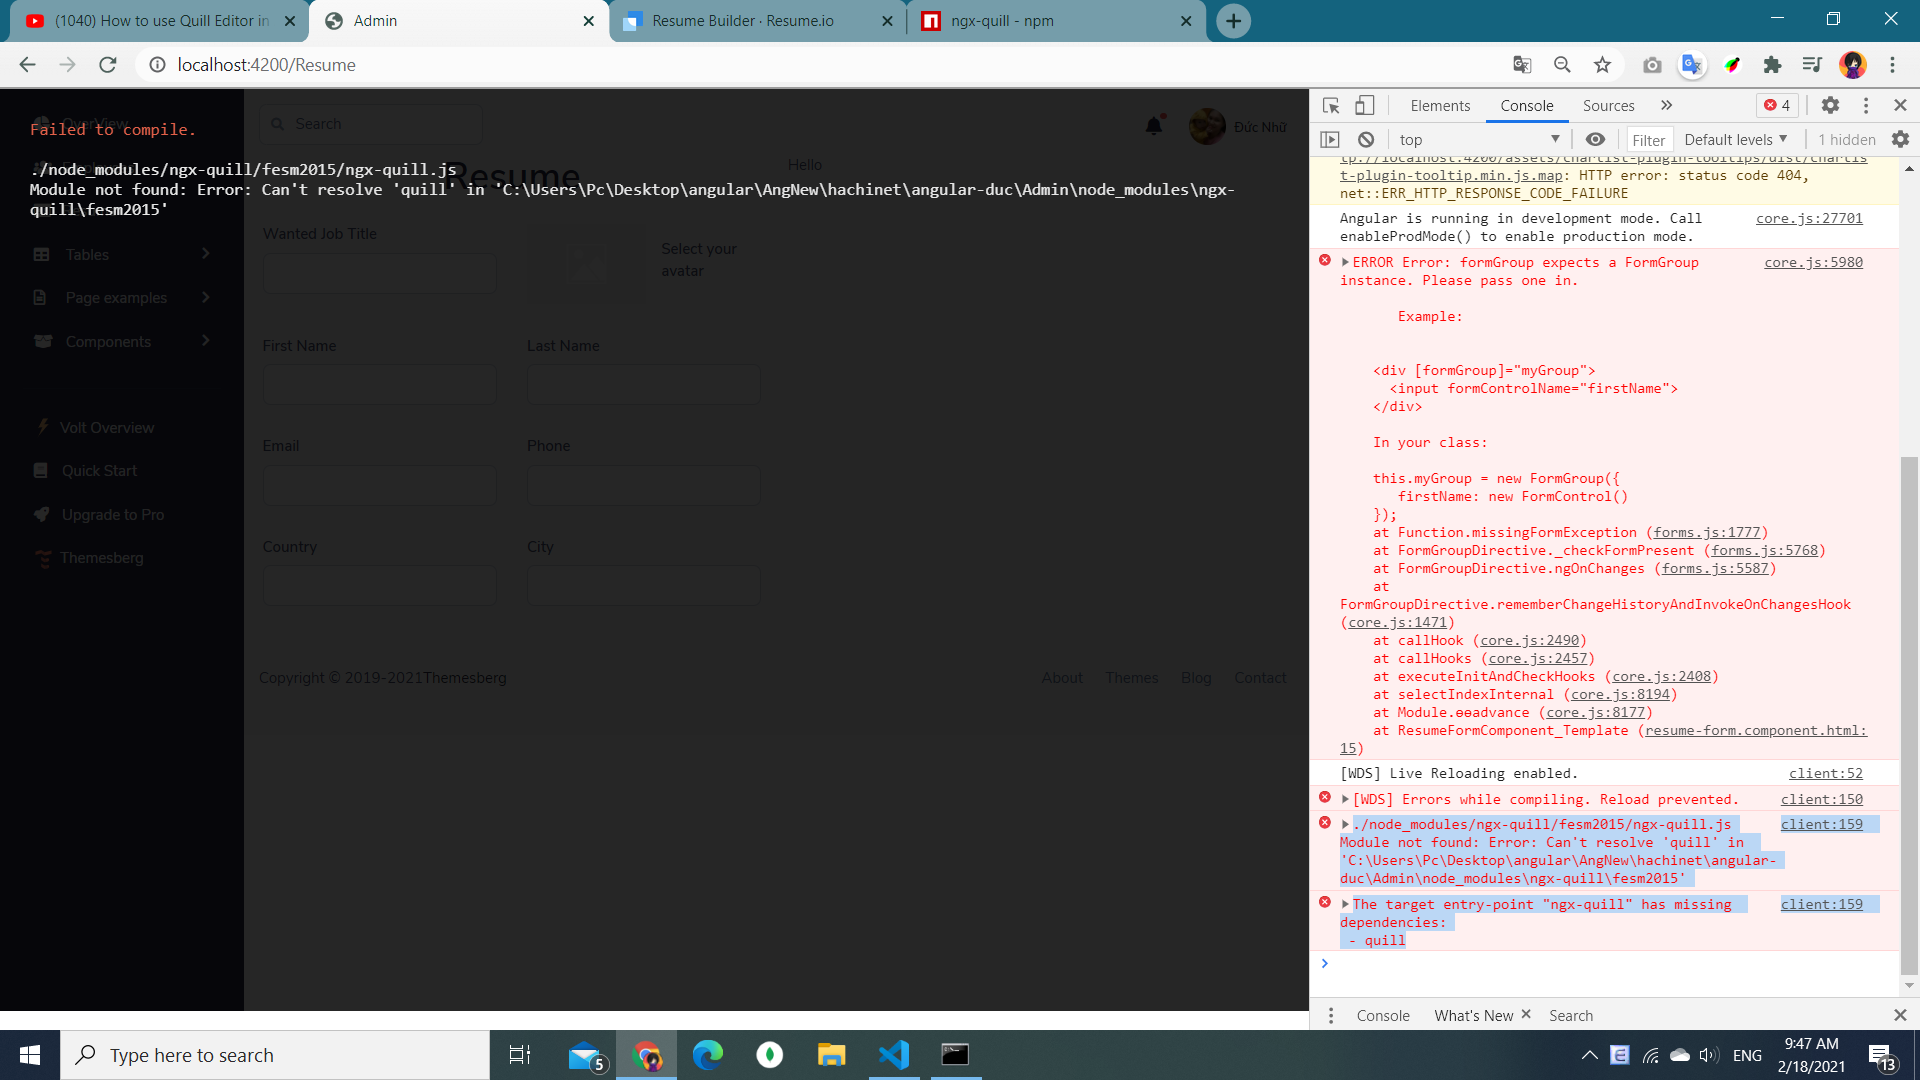 (1040) How to use Quill Editor in
Admin
Resume Builder · Resume.io
ngx-quill - npm
localhost:4200/Resume
OverView
Failed to compile.
./node_modules/ngx-quill/fesm2015/ngx-quill.js
Module not found: Error: Can't resolve 'quill' in 'C:\Users\Pc\Desktop\angular\AngNew\hachinet\angular-duc\Admin\node_modules\ngx-
quill\fesm2015'
Search
Đức Nhữ
Resume
Hello
Tables
Page examples
Components
Volt Overview
Quick Start
Upgrade to Pro
Themesberg
Wanted Job Title
Select your
avatar
First Name
Last Name
Email
Phone
Country
City
Copyright © 2019-2021Themesberg
About
Themes
Blog
Contact
Elements
Console
Sources
4
top
Filter
Default levels
1 hidden
tp://localhost:4200/assets/chartist-plugin-tooltips/dist/chartis
t-plugin-tooltip.min.js.map: HTTP error: status code 404,
net::ERR_HTTP_RESPONSE_CODE_FAILURE
Angular is running in development mode. Call core.js:27701
enableProdMode() to enable production mode.
ERROR Error: formGroup expects a FormGroup core.js:5980
instance. Please pass one in.
Example:
<div [formGroup]="myGroup">
<input formControlName="firstName">
</div>
In your class:
this.myGroup = new FormGroup({
firstName: new FormControl()
});
at Function.missingFormException (forms.js:1777)
at FormGroupDirective._checkFormPresent (forms.js:5768)
at FormGroupDirective.ngOnChanges (forms.js:5587)
at
FormGroupDirective.rememberChangeHistoryAndInvokeOnChangesHook
(core.js:1471)
at callHook (core.js:2490)
at callHooks (core.js:2457)
at executeInitAndCheckHooks (core.js:2408)
at selectIndexInternal (core.js:8194)
at Module.ɵɵadvance (core.js:8177)
at ResumeFormComponent_Template (resume-form.component.html:
15)
[WDS] Live Reloading enabled. client:52
[WDS] Errors while compiling. Reload prevented. client:150
./node_modules/ngx-quill/fesm2015/ngx-quill.js client:159
Module not found: Error: Can't resolve 'quill' in
'C:\Users\Pc\Desktop\angular\AngNew\hachinet\angular-
duc\Admin\node_modules\ngx-quill\fesm2015'
The target entry-point "ngx-quill" has missing client:159
dependencies:
- quill
Console
What's New
Search
Type here to search
5
ENG
9:47 AM
2/18/2021
13